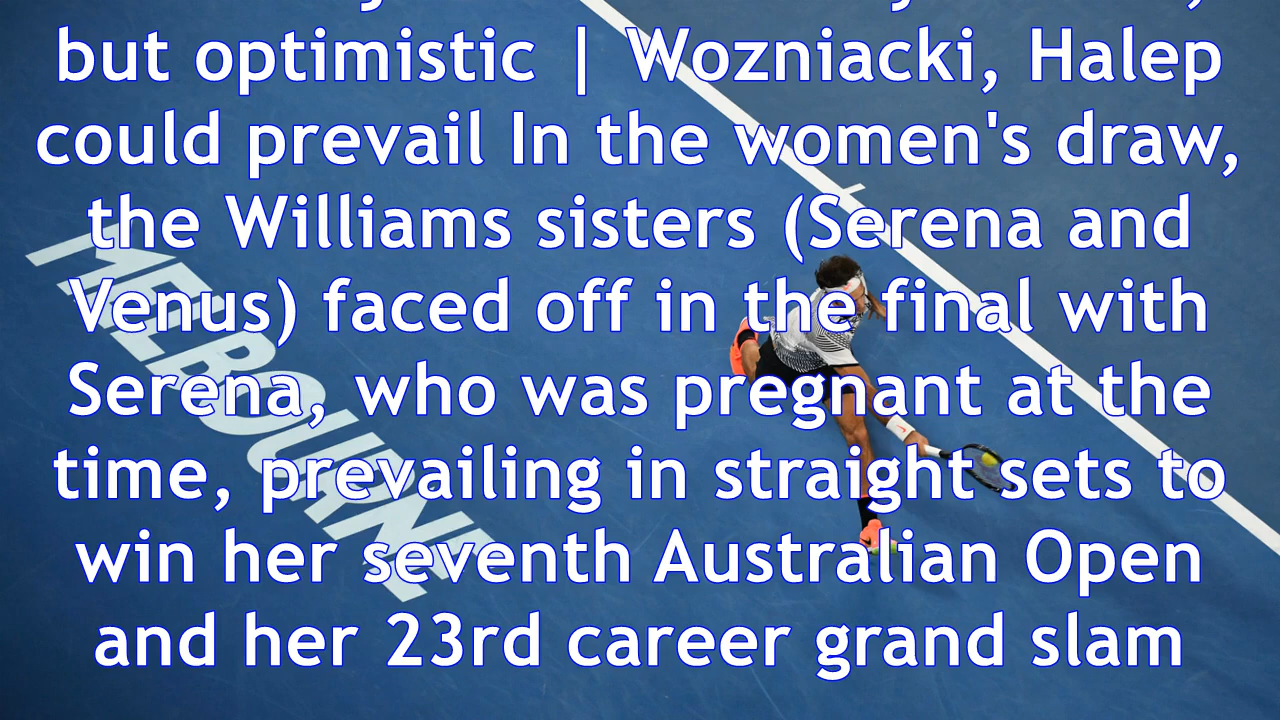 but optimistic | Wozniacki, Halep
could prevail In the women's draw,
the Williams sisters (Serena and
Venus) faced off in the final with
Serena, who was pregnant at the
time, prevailing in straight sets to
win her seventh Australian Open
and her 23rd career grand slam
MELBOURNE